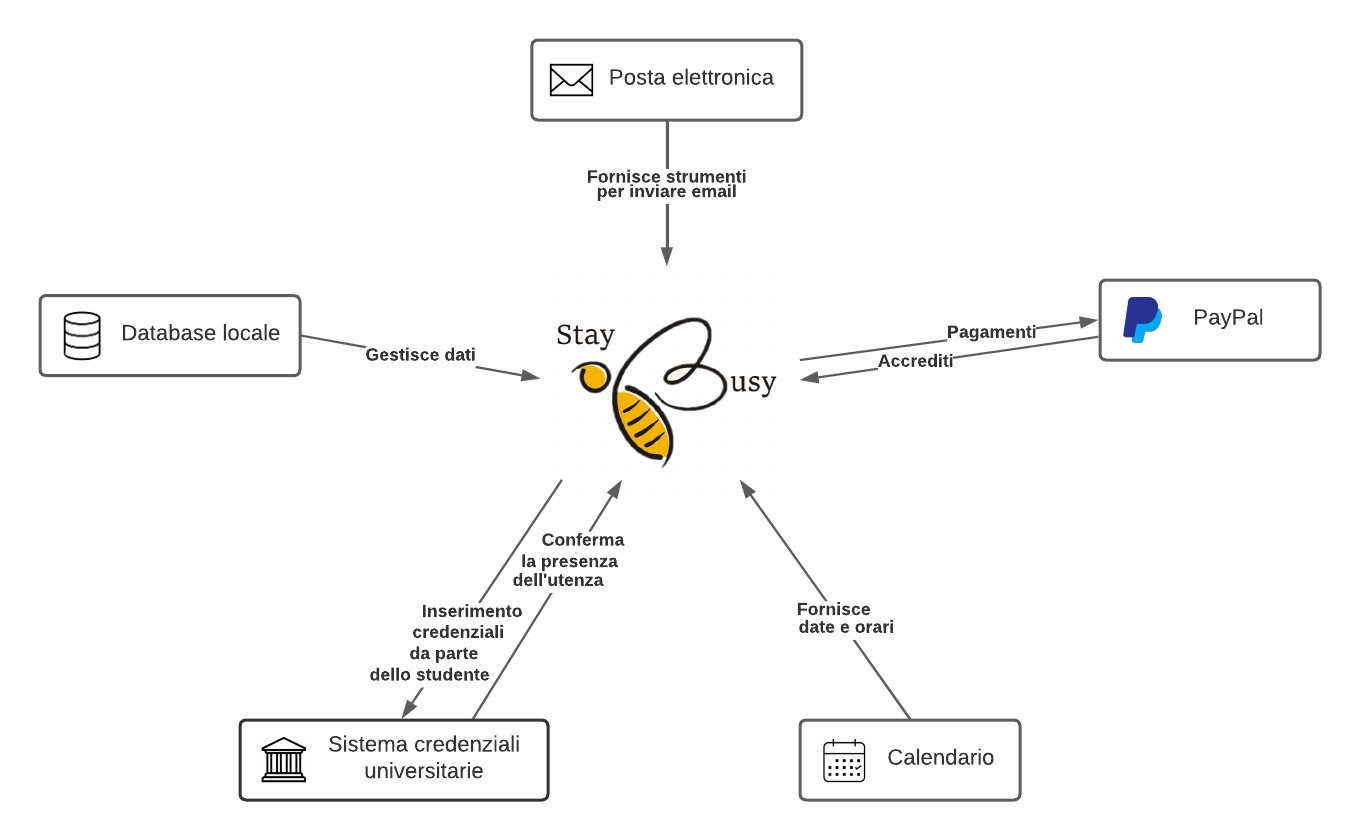 Posta elettronica
Fornisce strumenti
per inviare email
Database locale
Gestisce dati
Stay
usy
Pagamenti
Accrediti
PayPal
Conferma
la presenza
dell'utenza
Inserimento
credenziali
da parte
dello studente
Fornisce
date e orari
Sistema credenziali
universitarie
Calendario